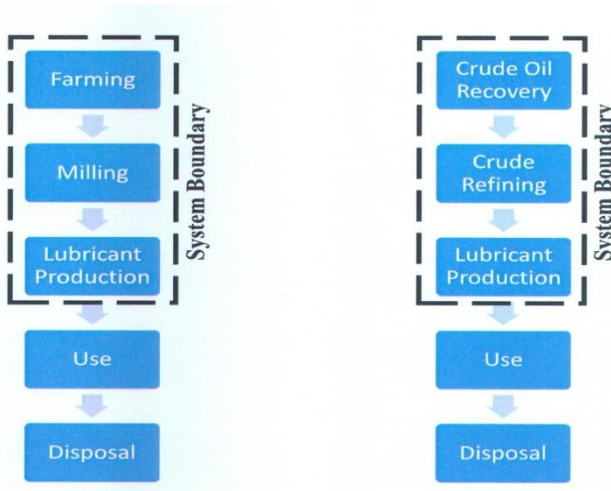 Farming
Milling
Lubricant
Production
Use
Disposal
System Boundary
Crude Oil
Recovery
Crude
Refining
Lubricant
Production
Use
Disposal
System Boundary